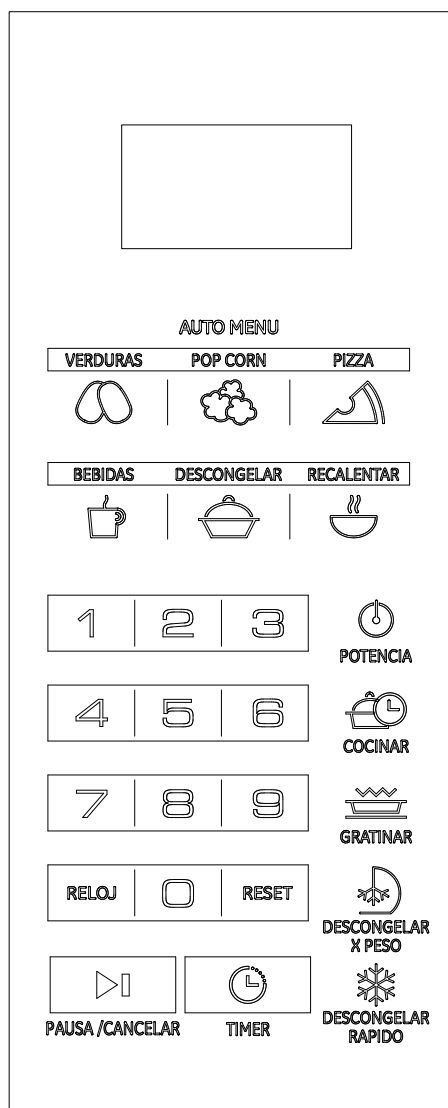 AUTO MENU
VERDURAS POP CORN PIZZA
BEBIDAS DESCONGELAR RECALENTAR
1 2 3
POTENCIA
4 5 6
COCINAR
7 8 9
GRATINAR
RELOJ 0 RESET
DESCONGELAR
X PESO
PAUSA /CANCELAR TIMER
DESCONGELAR
RAPIDO